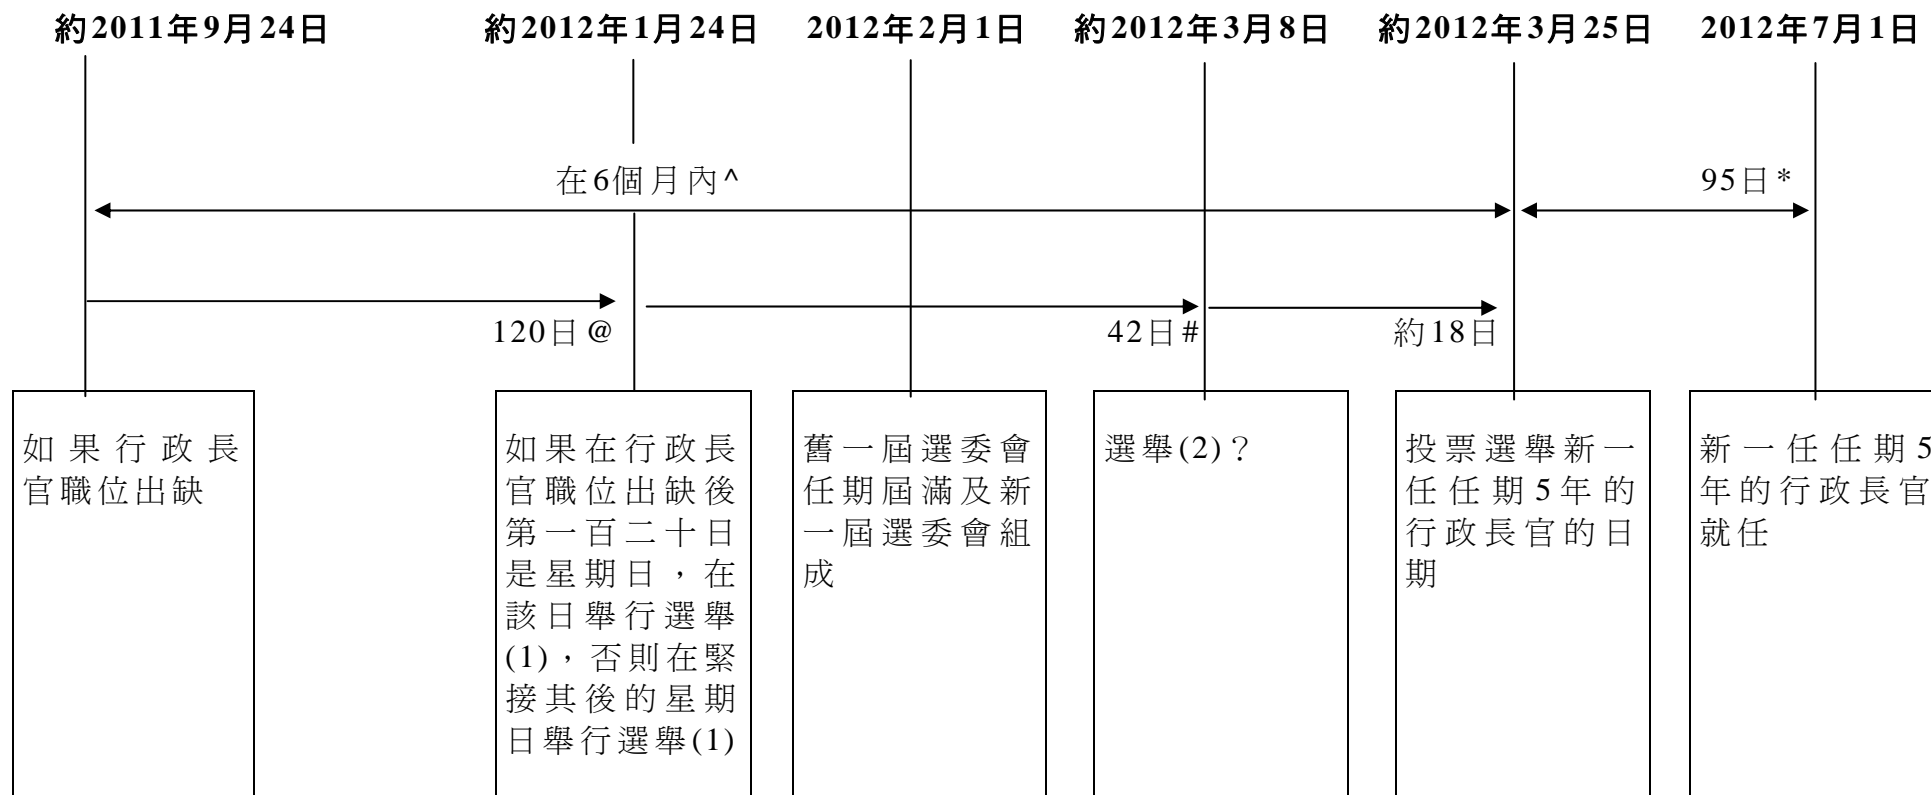 約2011年9月24日
約2012年1月24日
2012年2月1日
約2012年3月8日
約2012年3月25日
2012年7月1日
在6個月內^
95日*
120日@
42日#
約18日
如果行政長
官職位出缺
如果在行政長
官職位出缺後
第一百二十日
是星期日，在
該日舉行選舉
(1)，否則在緊
接其後的星期
日舉行選舉(1)
舊一屆選委會
任期屆滿及新
一屆選委會組
成
選舉(2)？
投票選舉新一
任任期5年的
行政長官的日
期
新一任任期5
年的行政長官
就任